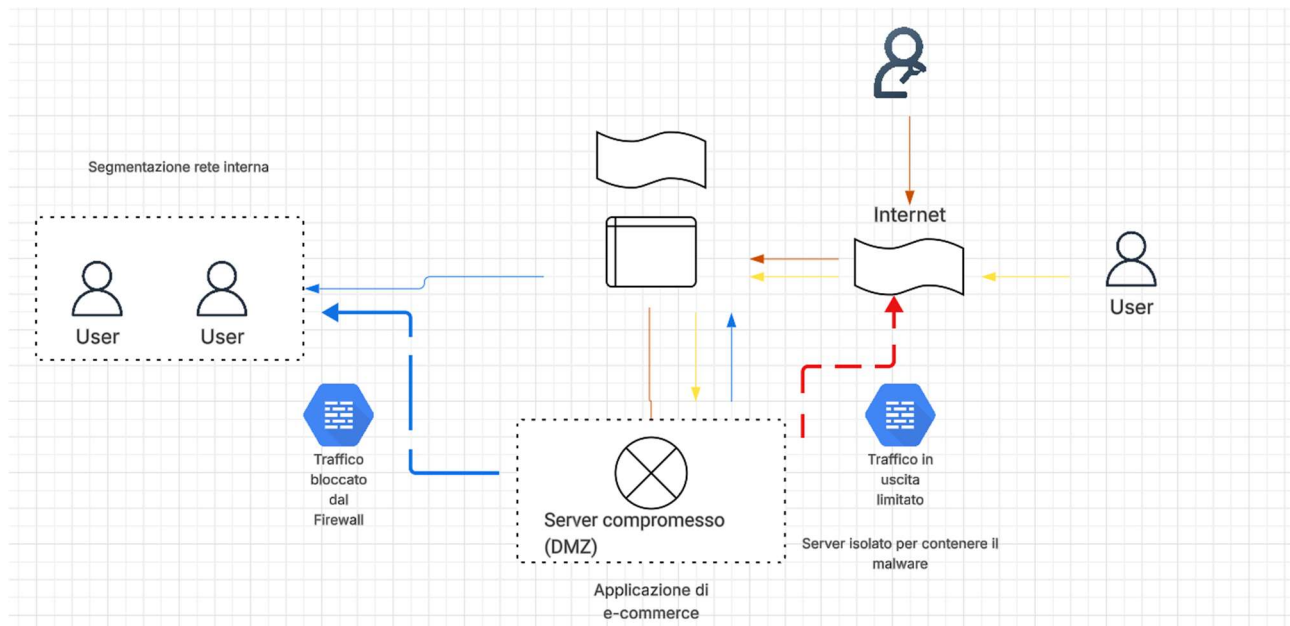 Segmentazione rete interna
Internet
User
User
User
Traffico
bloccato
dal
Firewall
Traffico in
uscita
limitato
Server compromesso
(DMZ)
Server isolato per contenere il
malware
Applicazione di
e-commerce